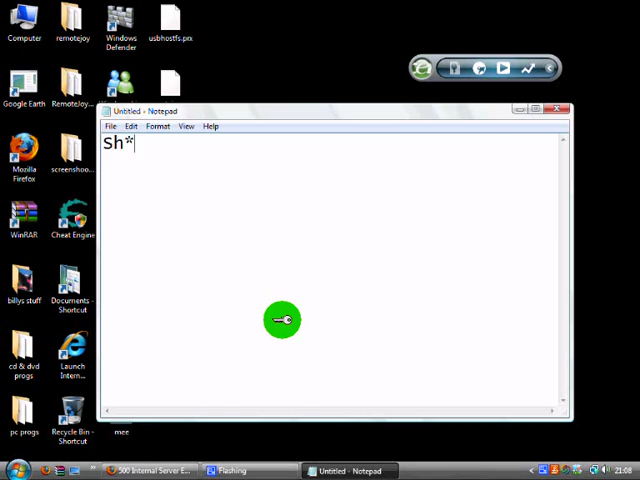 Computer
remotejoy
Windows
Defender
usbhostfs.prx
Google Earth
RemoteJoy...
Untitled - Notepad
File Edit Format View Help
Sh*
Mozilla
Firefox
screenshoo...
WinRAR
Cheat Engine
billys stuff
Documents -
Shortcut
cd & dvd
progs
Launch
Intern...
pc progs
Recycle Bin -
Shortcut
mee
500 Internal Server E...
Flashing
Untitled - Notepad
21:08